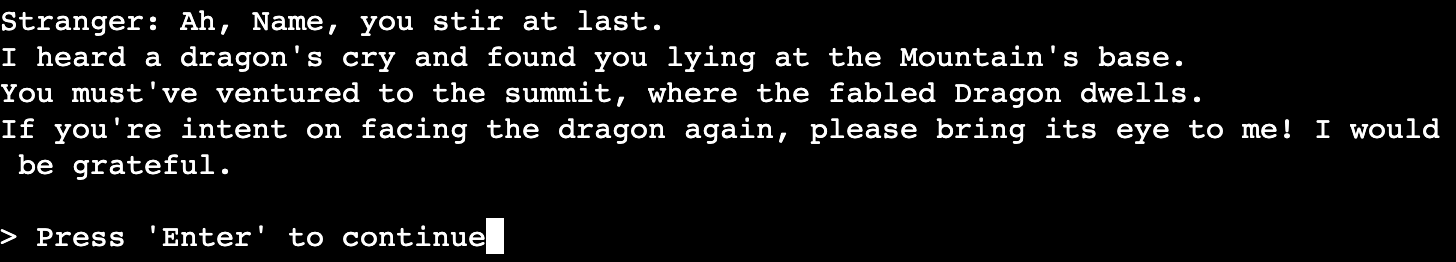 Stranger: Ah, Name, you stir at last.
I heard a dragon's cry and found you lying at the Mountain's base.
You must've ventured to the summit, where the fabled Dragon dwells.
If you're intent on facing the dragon again, please bring its eye to me! I would
be grateful.
> Press 'Enter' to continue